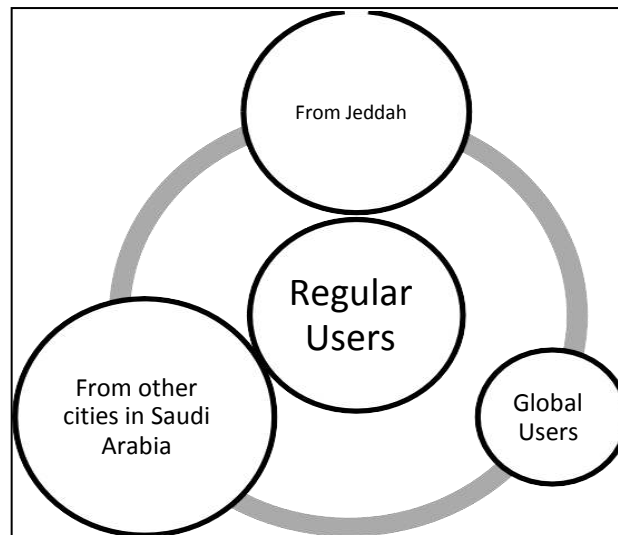 From Jeddah
Regular
Users
From other
cities in Saudi
Arabia
Global
Users